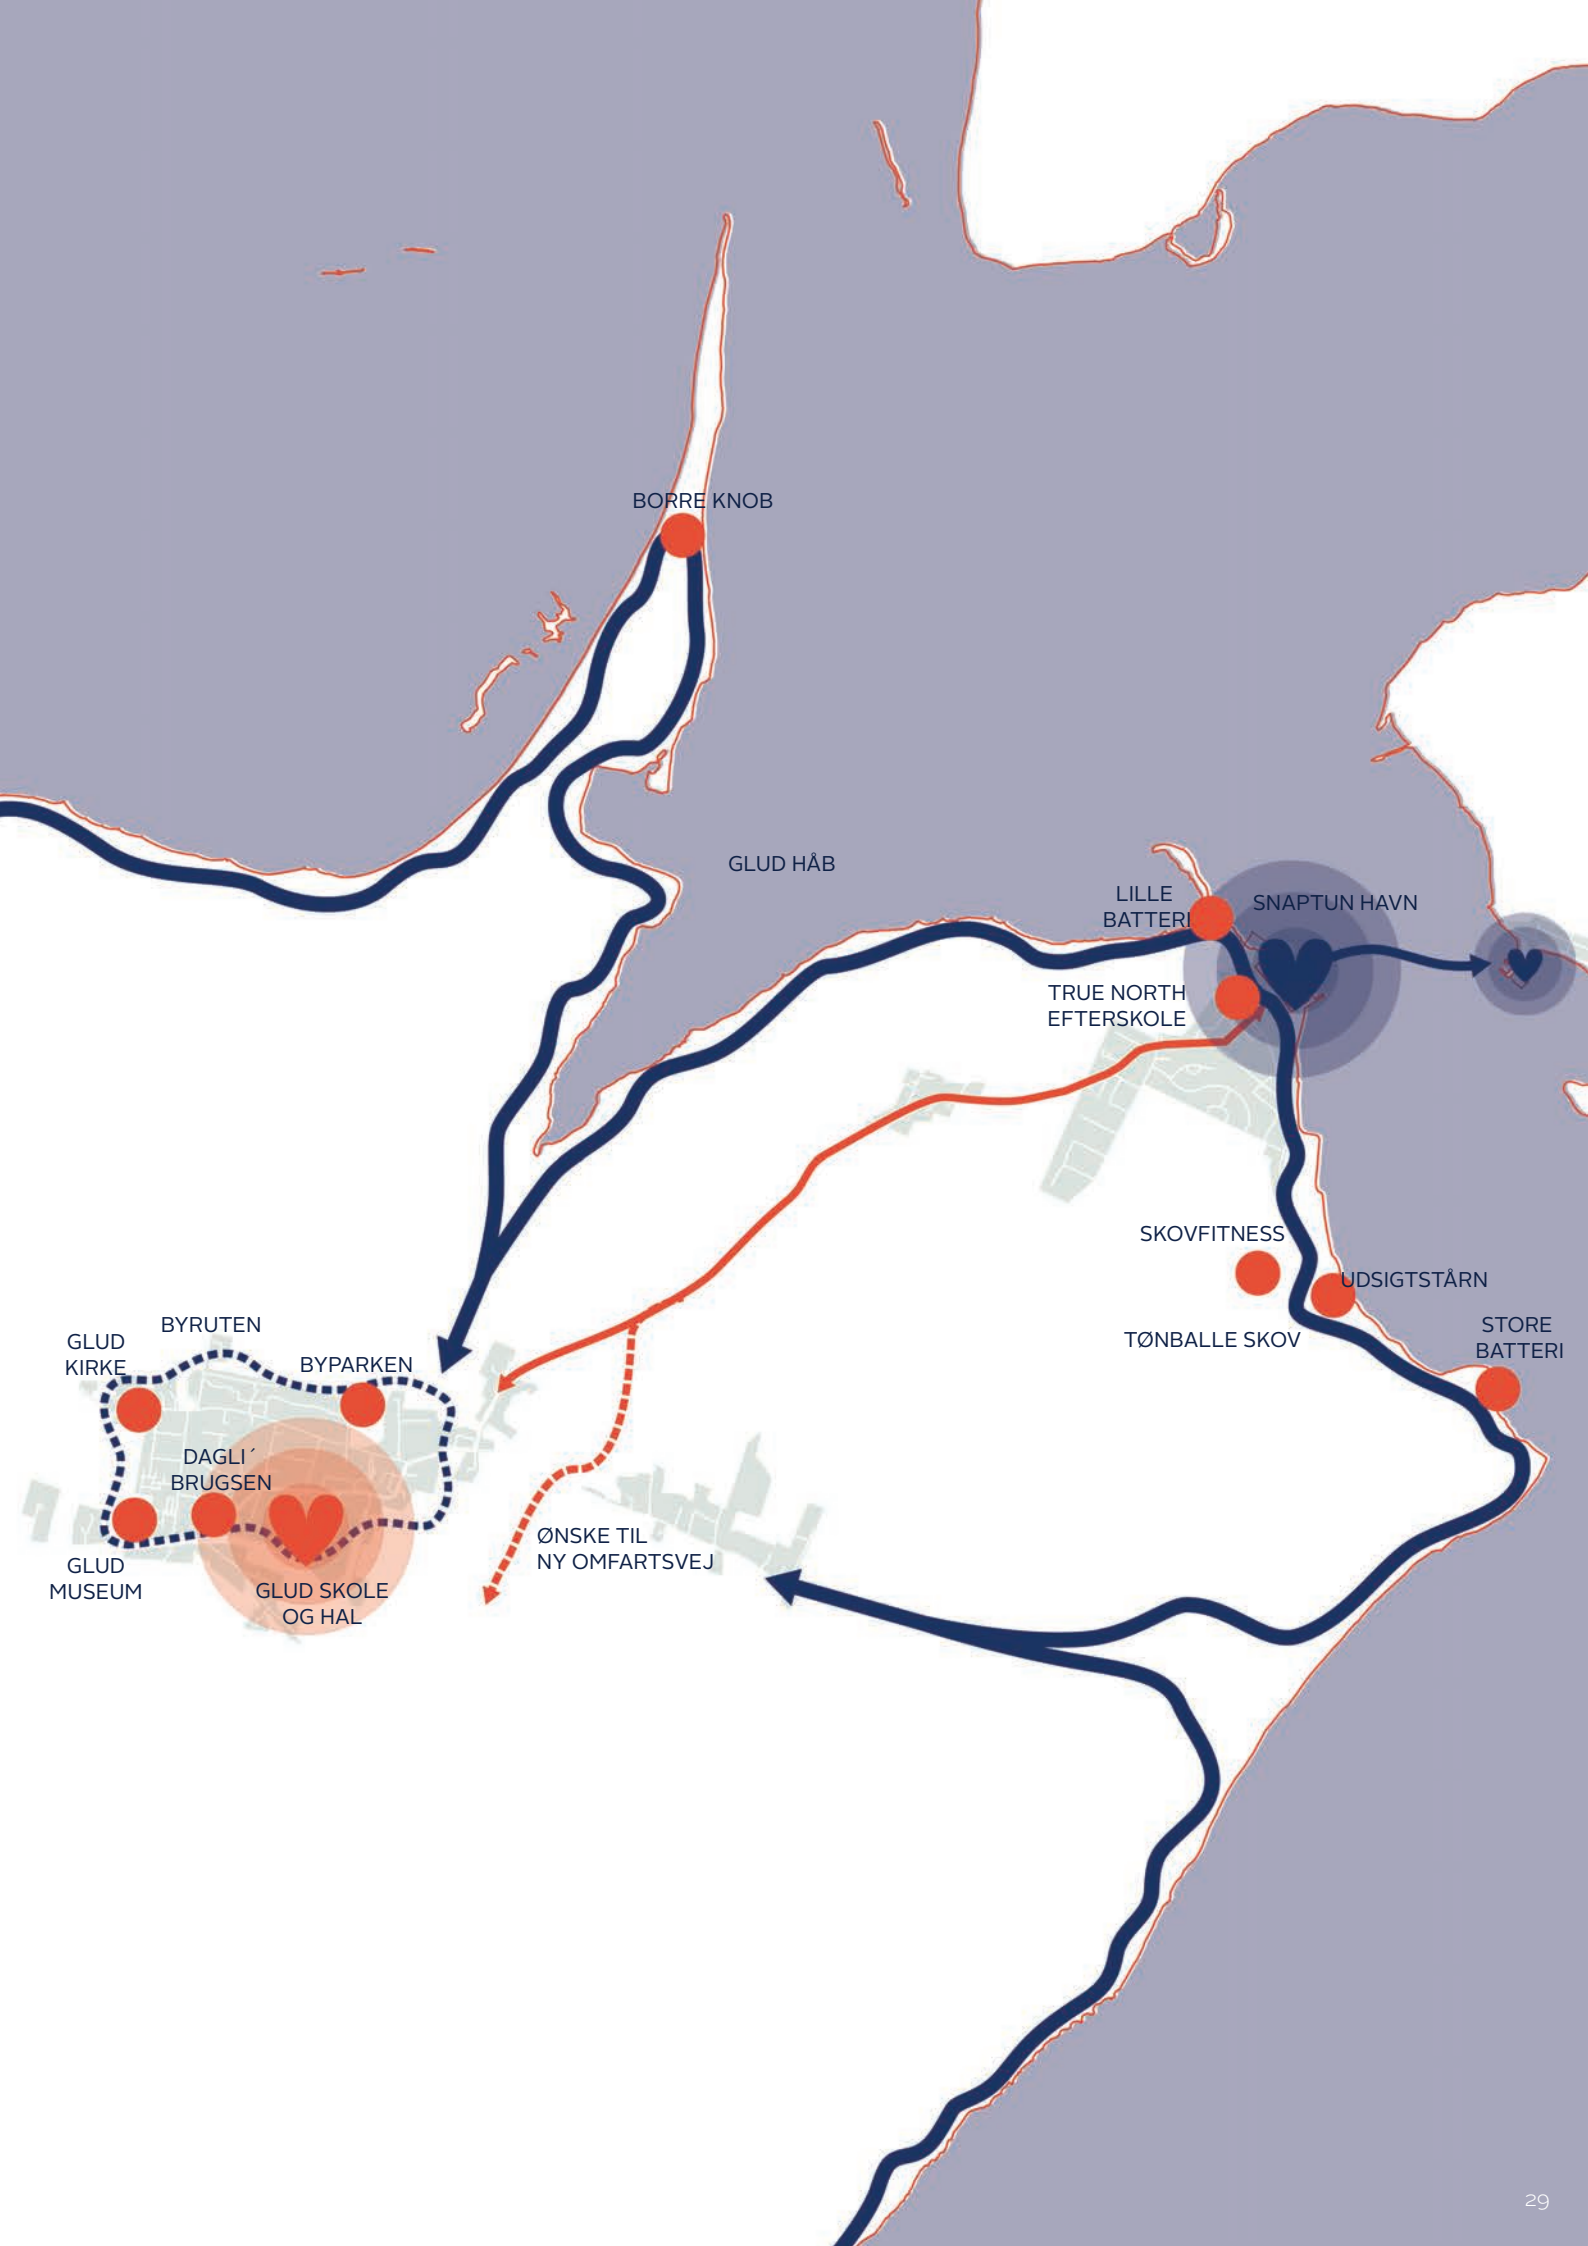 BORRE KNOB
GLUD HÅB
LILLE
BATTERI
SNAPTUN HAVN
TRUE NORTH
EFTERSKOLE
SKOVFITNESS
UDSIGTSTÅRN
TØNBALLE SKOV
STORE
BATTERI
BYRUTEN
GLUD
KIRKE
BYPARKEN
DAGLI´
BRUGSEN
GLUD
MUSEUM
GLUD SKOLE
OG HAL
ØNSKE TIL
NY OMFARTSVEJ
29